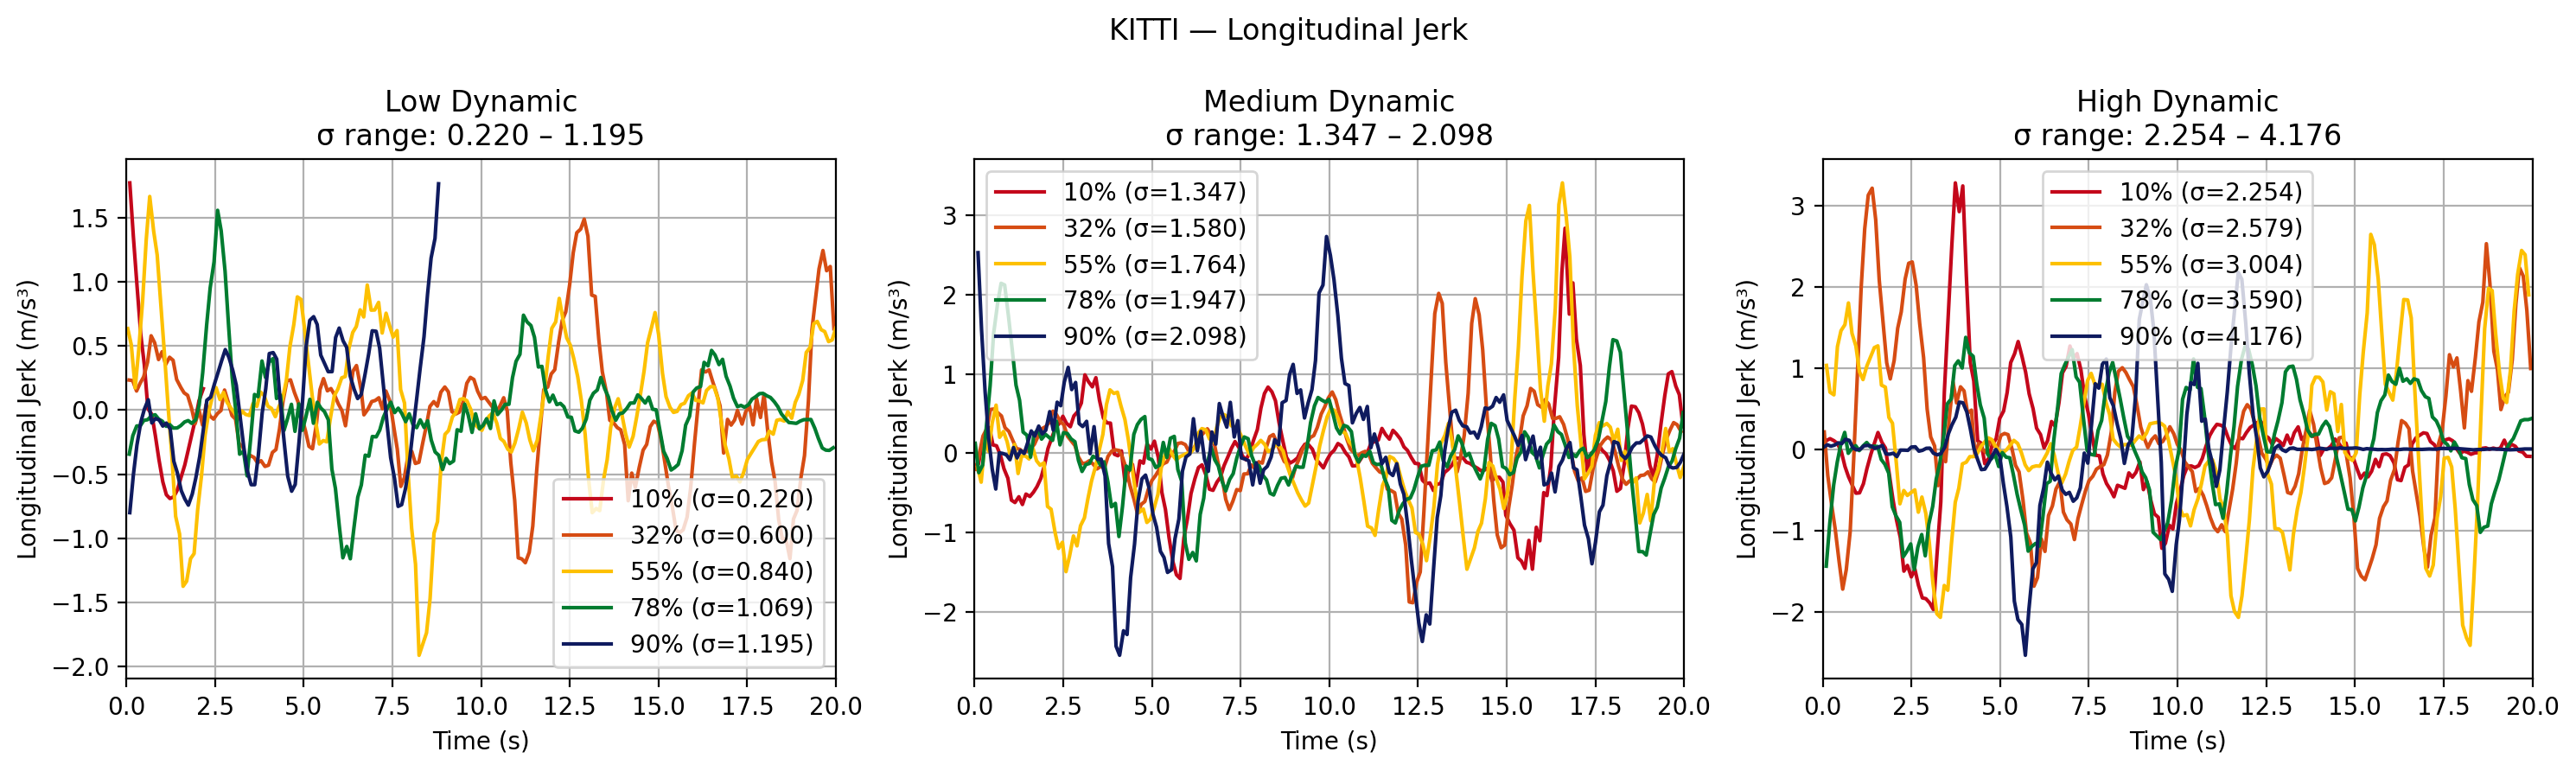 KITTI — Longitudinal Jerk
Low Dynamic
σ range: 0.220 – 1.195
Longitudinal Jerk (m/s³)
1.5
1.0
0.5
0.0
−0.5
−1.0
−1.5
−2.0
10% (σ=0.220)
32% (σ=0.600)
55% (σ=0.840)
78% (σ=1.069)
90% (σ=1.195)
0.0 2.5 5.0 7.5 10.0 12.5 15.0 17.5 20.0
Time (s)
Medium Dynamic
σ range: 1.347 – 2.098
Longitudinal Jerk (m/s³)
3
2
1
0
−1
−2
10% (σ=1.347)
32% (σ=1.580)
55% (σ=1.764)
78% (σ=1.947)
90% (σ=2.098)
0.0 2.5 5.0 7.5 10.0 12.5 15.0 17.5 20.0
Time (s)
High Dynamic
σ range: 2.254 – 4.176
Longitudinal Jerk (m/s³)
3
2
1
0
−1
−2
10% (σ=2.254)
32% (σ=2.579)
55% (σ=3.004)
78% (σ=3.590)
90% (σ=4.176)
0.0 2.5 5.0 7.5 10.0 12.5 15.0 17.5 20.0
Time (s)